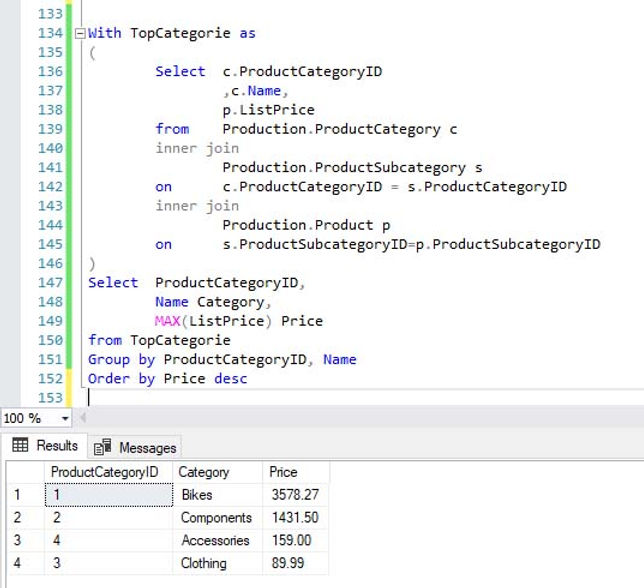 133
134 With TopCategorie as
135 (
136 Select c.ProductCategoryID
137 ,c.Name,
138 p.ListPrice
139 from Production.ProductCategory c
140 inner join
141 Production.ProductSubcategory s
142 on c.ProductCategoryID = s.ProductCategoryID
143 inner join
144 Production.Product p
145 on s.ProductSubcategoryID=p.ProductSubcategoryID
146 )
147 Select ProductCategoryID,
148 Name Category,
149 MAX(ListPrice) Price
150 from TopCategorie
151 Group by ProductCategoryID, Name
152 Order by Price desc
153
100 %
Results Messages
ProductCategoryID Category Price
1 1 Bikes 3578.27
2 2 Components 1431.50
3 4 Accessories 159.00
4 3 Clothing 89.99